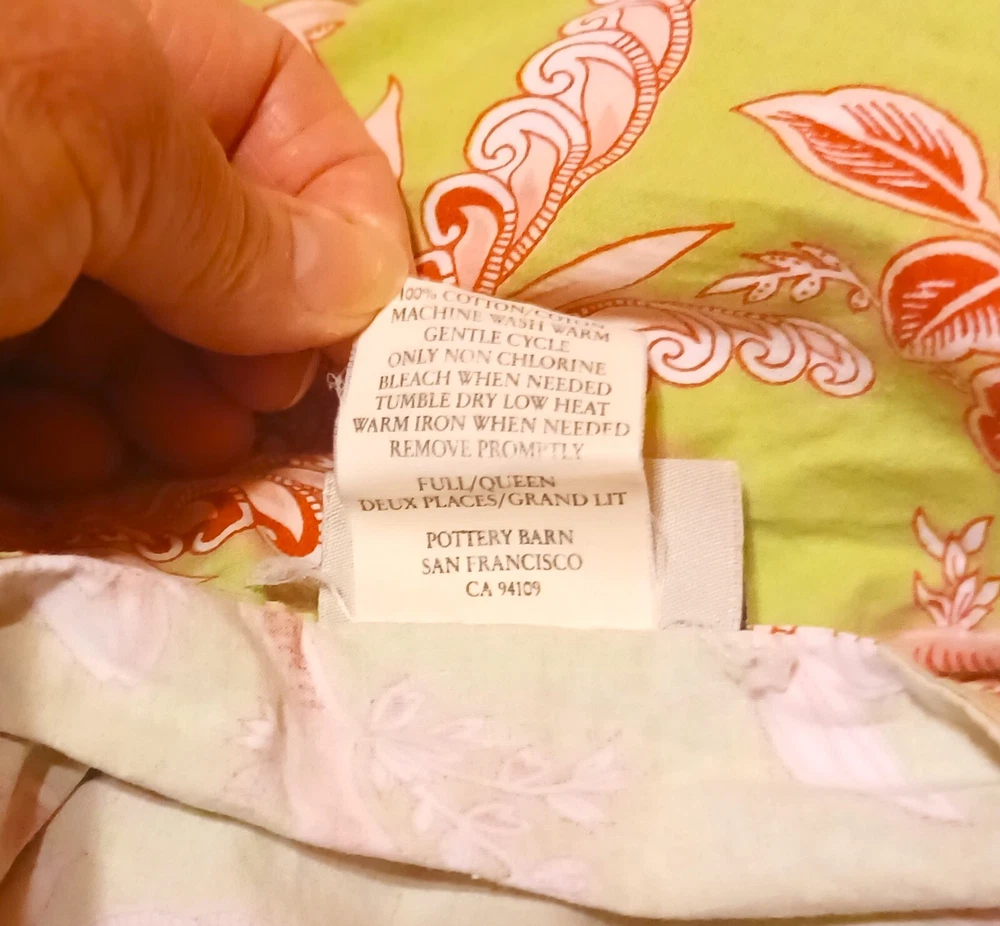 100% COTTON/COTON
MACHINE WASH WARM
GENTLE CYCLE
ONLY NON CHLORINE
BLEACH WHEN NEEDED
TUMBLE DRY LOW HEAT
WARM IRON WHEN NEEDED
REMOVE PROMPTLY
FULL/QUEEN
DEUX PLACES/GRAND LIT
POTTERY BARN
SAN FRANCISCO
CA 94109